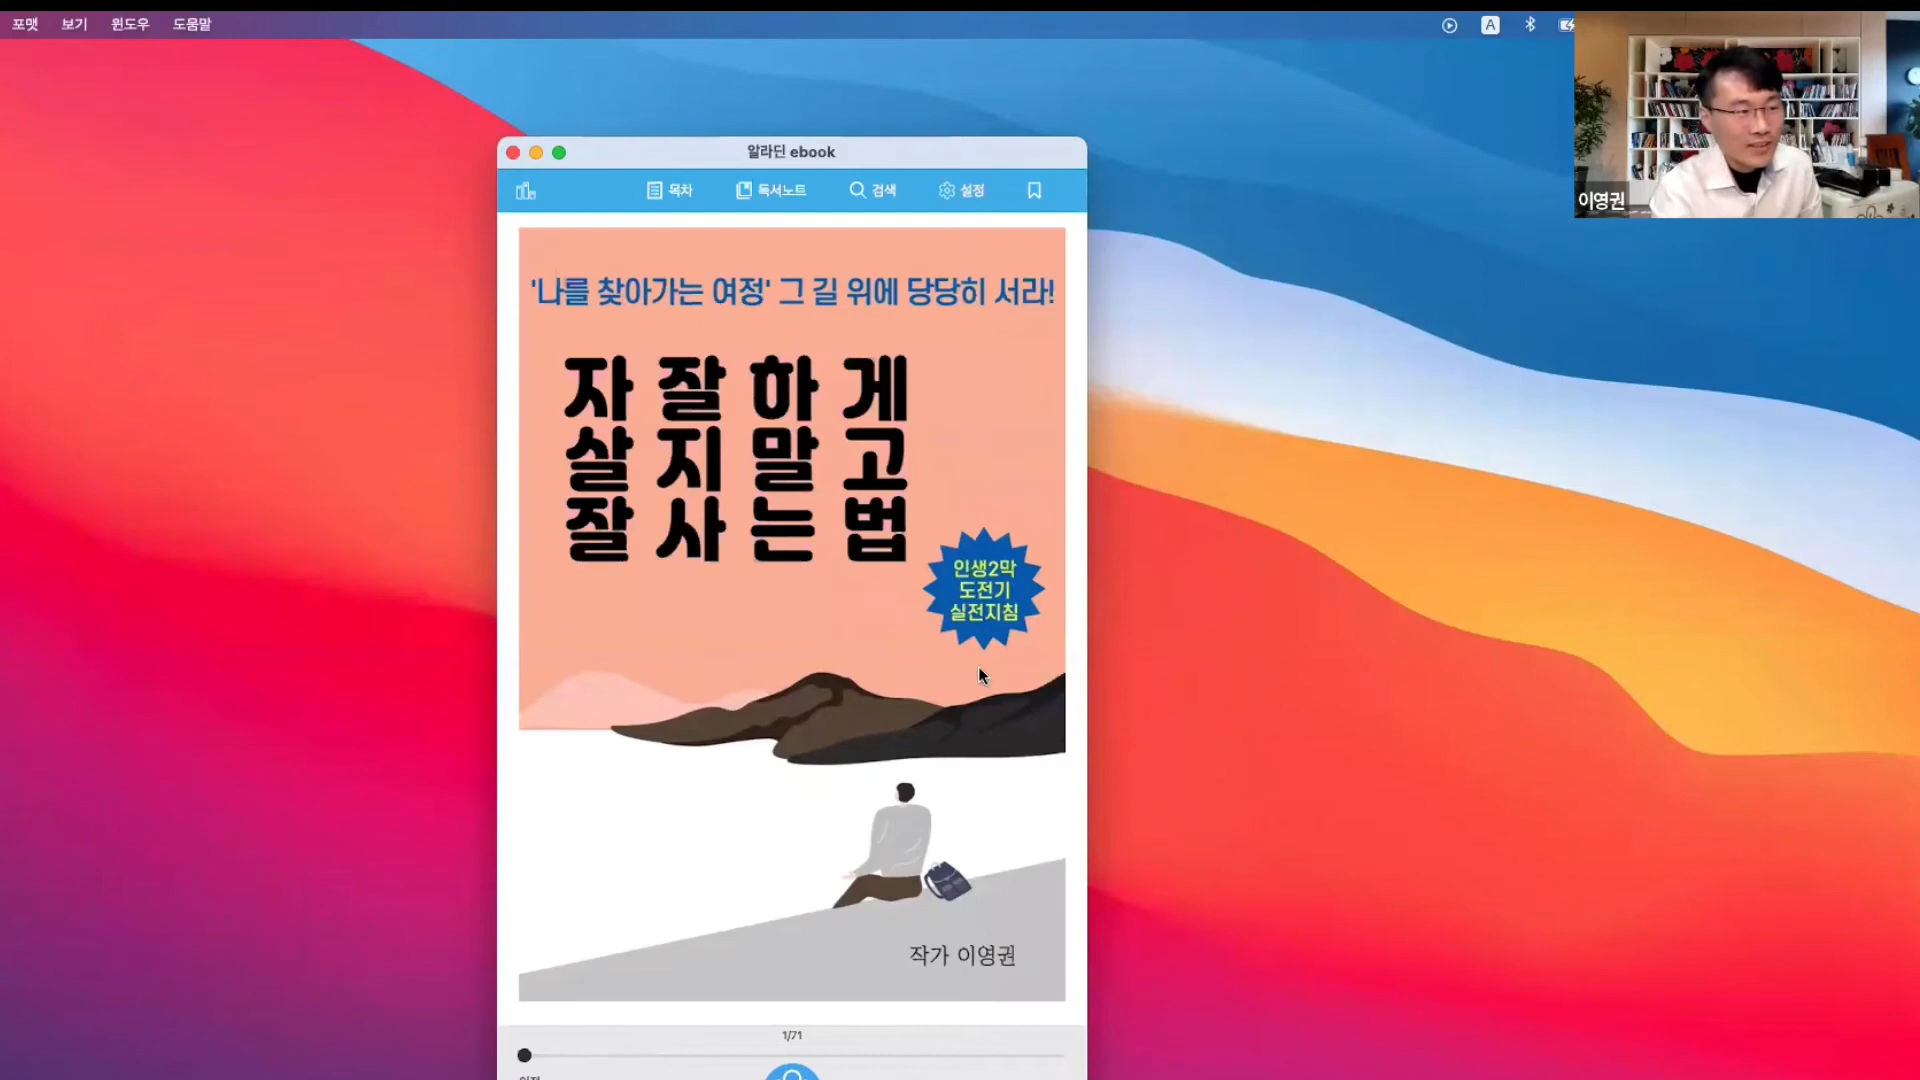 포맷 보기 윈도우 도움말
A
이영권
알라딘 ebook
목차 독서노트 검색 설정
'나를 찾아가는 여정' 그 길 위에 당당히 서라!
자잘하게
살지말고
잘사는법
인생2막
도전기
실전지침
작가 이영권
1/71